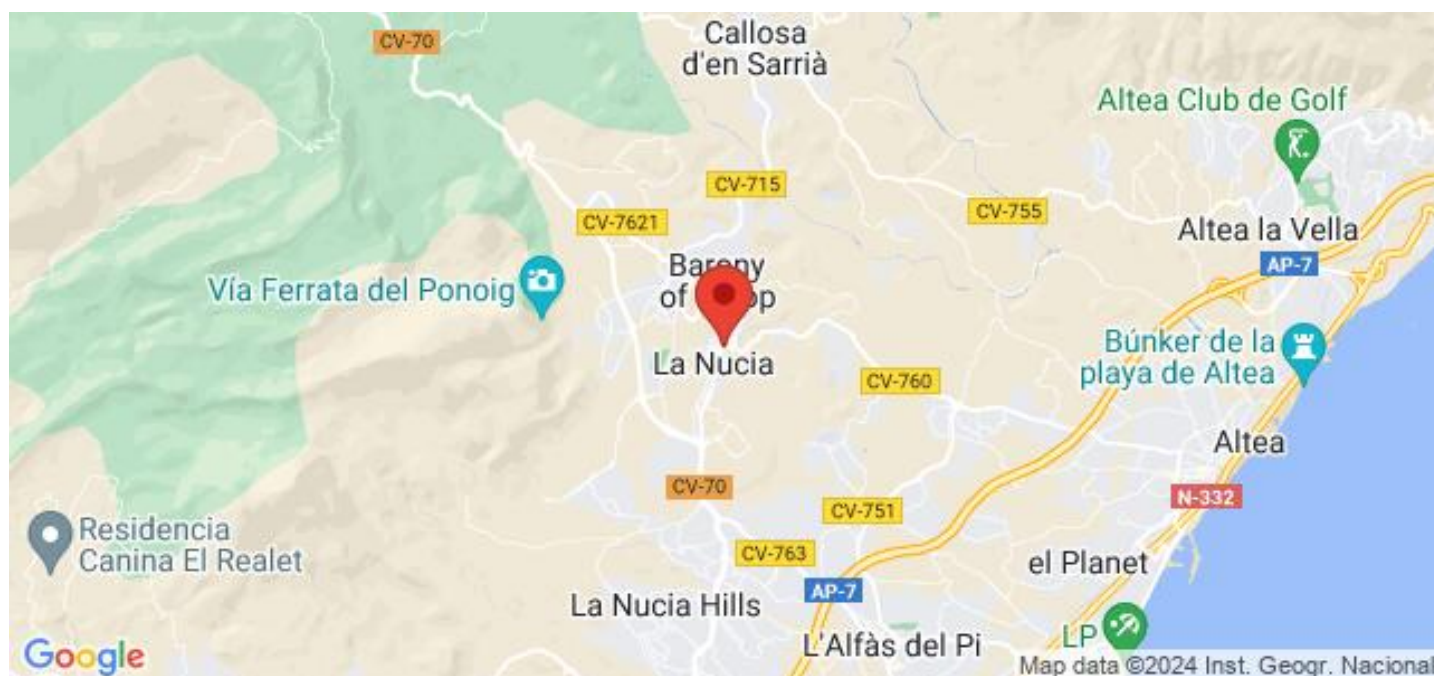 CV-70
Callosa
d'en Sarrià
Altea Club de Golf
CV-715
CV-755
CV-7621
Altea la Vella
AP-7
Barony
of
Vía Ferrata del Ponoig
La Nucia
Búnker de la
playa de Altea
CV-760
Altea
CV-70
N-332
CV-751
Residencia
Canina El Realet
CV-763
el Planet
AP-7
La Nucia Hills
LP
L'Alfàs del Pi
Google
Map data ©2024 Inst. Geogr. Nacional